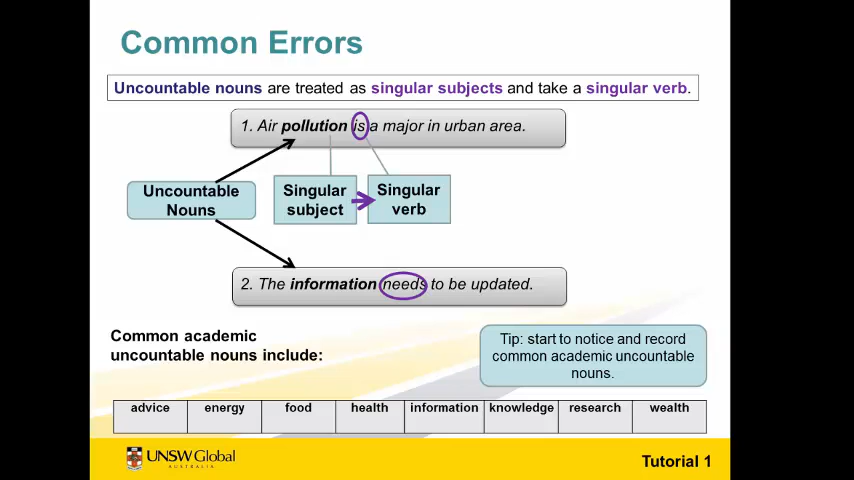 Common Errors
Uncountable nouns are treated as singular subjects and take a singular verb.
1. Air pollution is a major in urban area.
Uncountable
Nouns
Singular
subject
Singular
verb
2. The information needs to be updated.
Common academic
uncountable nouns include:
Tip: start to notice and record
common academic uncountable
nouns.
advice energy food health information knowledge research wealth
UNSW Global
AUSTRALIA
Tutorial 1